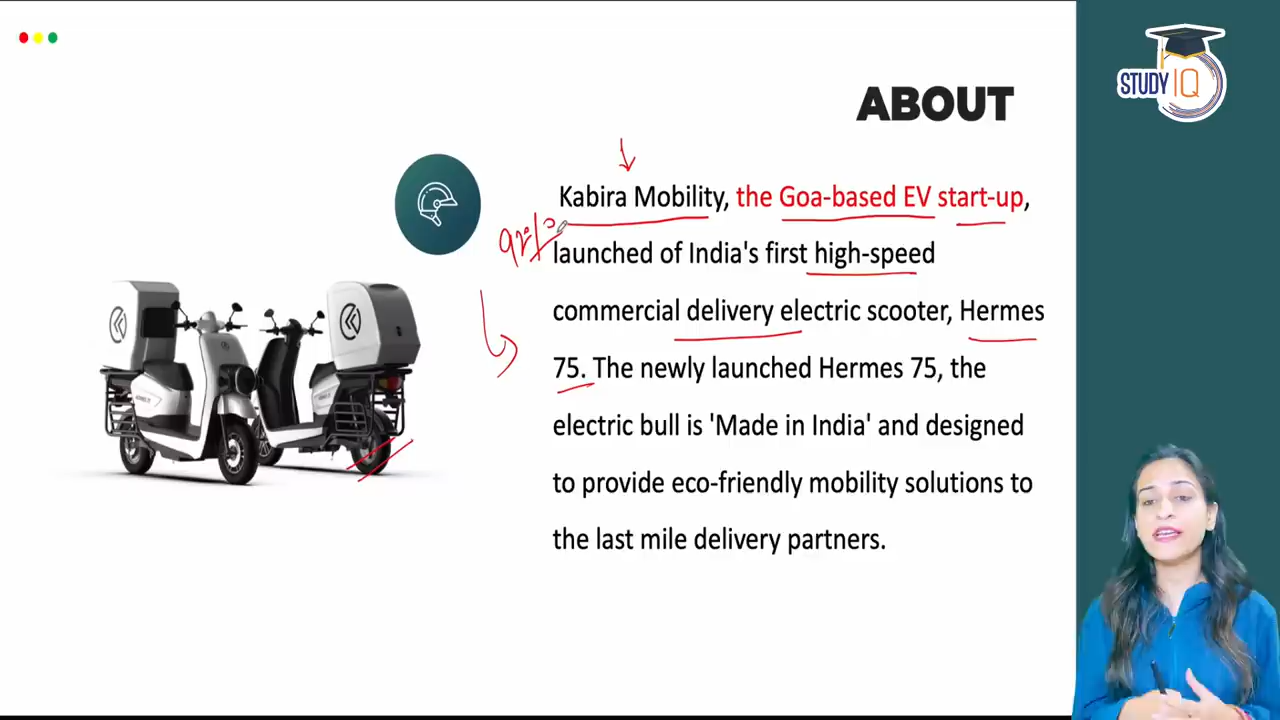 STUDY IQ
ABOUT
Kabira Mobility, the Goa-based EV start-up,
launched of India's first high-speed
commercial delivery electric scooter, Hermes
75. The newly launched Hermes 75, the
electric bull is 'Made in India' and designed
to provide eco-friendly mobility solutions to
the last mile delivery partners.